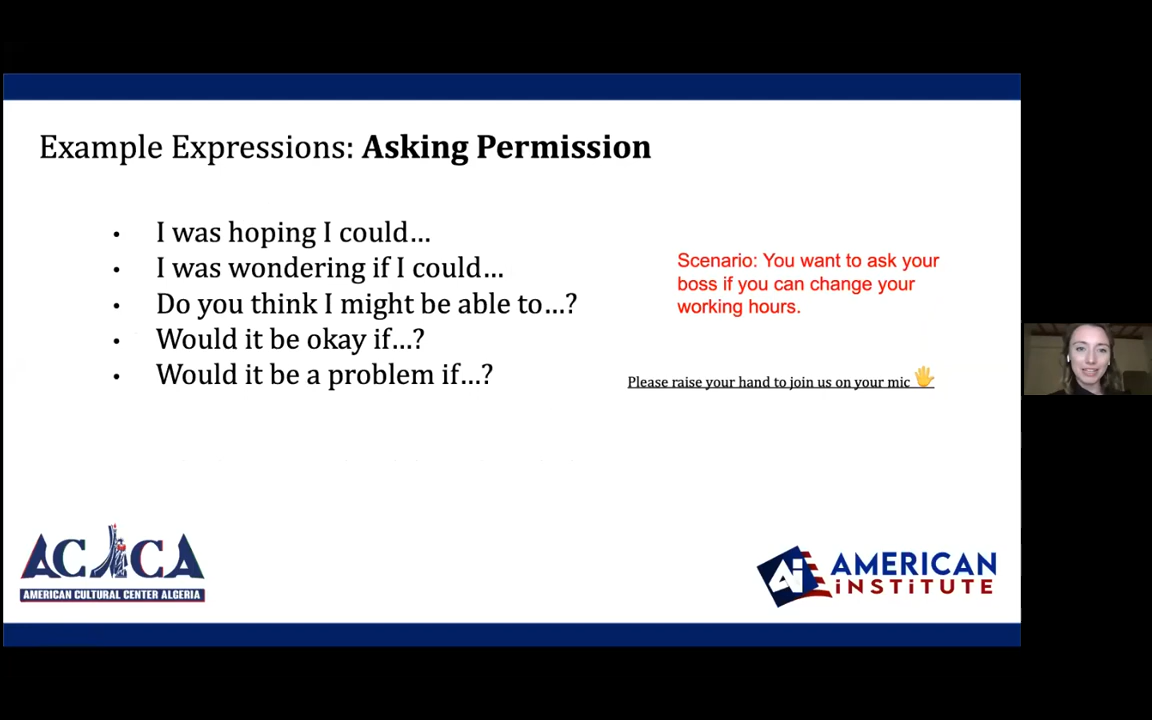 Example Expressions: Asking Permission
• I was hoping I could…
• I was wondering if I could…
• Do you think I might be able to…?
• Would it be okay if…?
• Would it be a problem if…?
Scenario: You want to ask your
boss if you can change your
working hours.
Please raise your hand to join us on your mic 🖐
ACCA
AMERICAN CULTURAL CENTER ALGERIA
Ai AMERICAN
iNSTiTUTE